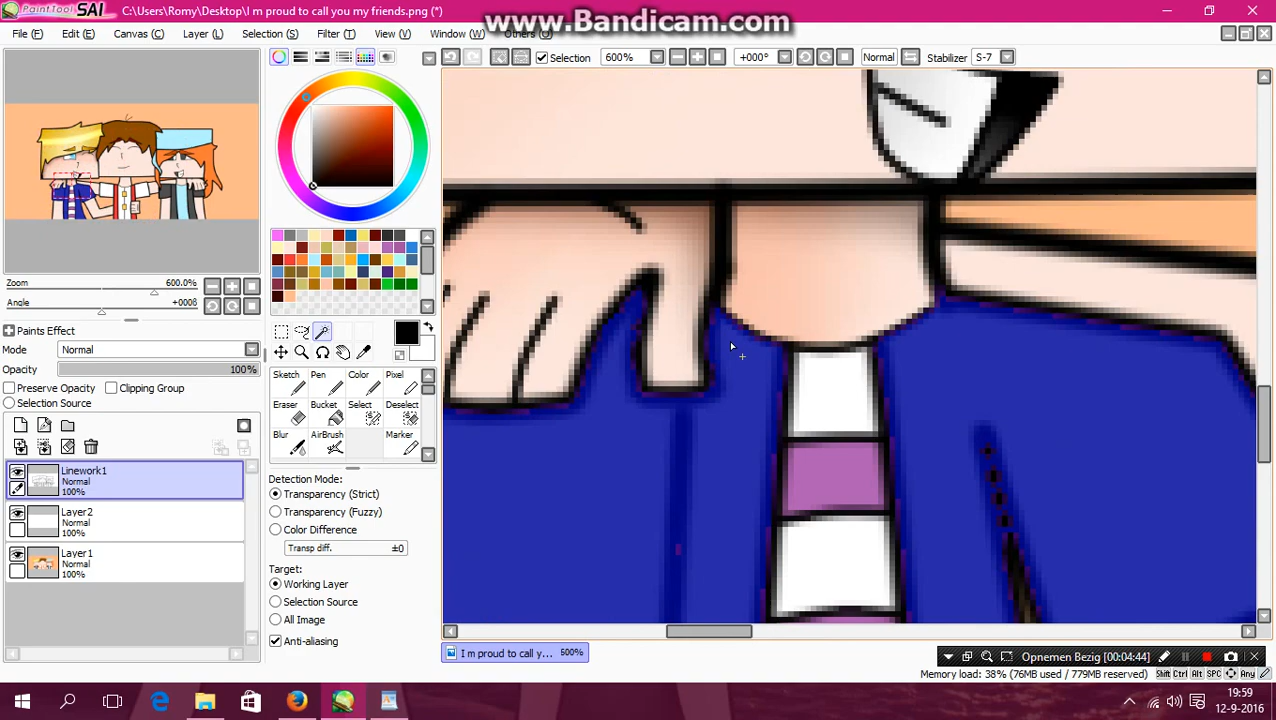 PaintTool SAI
C:\Users\Romy\Desktop\I m proud to call you my friends.png (*)
www.Bandicam.com
File (F)
Edit (E)
Canvas (C)
Layer (L)
Selection (S)
Filter (T)
View (V)
Window (W)
Others (O)
Selection
600%
+000°
Normal
Stabilizer
S-7
Zoom
600.0%
Angle
+000ß
Paints Effect
Mode
Normal
Opacity
100%
Preserve Opacity
Clipping Group
Selection Source
Linework1
Normal
100%
Layer2
Normal
100%
Layer1
Normal
100%
Sketch
Pen
Color
Pixel
Eraser
Bucket
Select
Deselect
Blur
AirBrush
Marker
Detection Mode:
Transparency (Strict)
Transparency (Fuzzy)
Color Difference
Transp diff.
±0
Target:
Working Layer
Selection Source
All Image
Anti-aliasing
I m proud to call y...
600%
Opnemen Bezig [00:04:44]
Memory load: 38% (76MB used / 779MB reserved)
Shift
Ctrl
Alt
SPC
19:59
12-9-2016